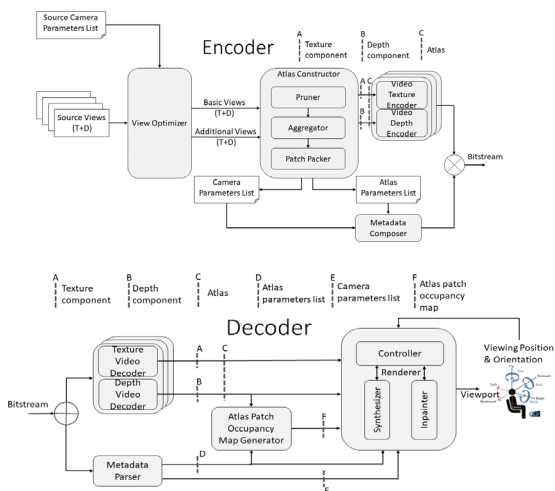 Source Camera
Parameters List
Encoder
A
Texture
component
B
Depth
component
C
Atlas
Source Views
(T+D)
View Optimizer
Basic Views
(T+D)
Additional Views
(T+D)
Atlas Constructor
Pruner
Aggregator
Patch Packer
A
C
B
Video
Texture
Encoder
Video
Depth
Encoder
Bitstream
Camera
Parameters List
Atlas
Parameters List
Metadata
Composer
A
Texture
component
B
Depth
component
C
Atlas
D
Atlas
parameters list
E
Camera
parameters list
F
Atlas patch
occupancy
map
Decoder
Bitstream
Texture
Video
Decoder
Depth
Video
Decoder
A
C
B
Atlas Patch
Occupancy
Map Generator
F
Metadata
Parser
D
E
Controller
Renderer
Synthesizer
Inpainter
Viewport
Viewing Position
& Orientation